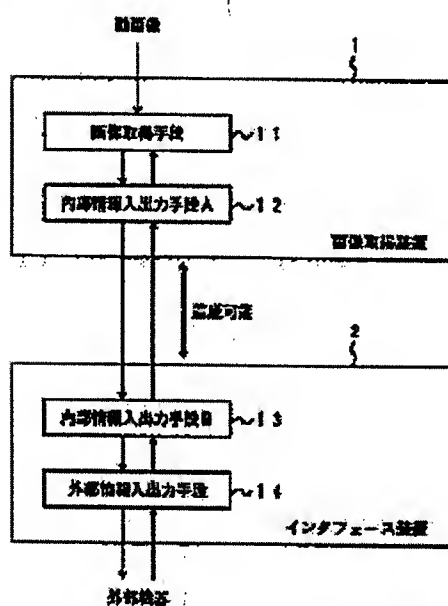 動画像
1
画像取得手段
11
内部情報入出力手段A
12
画像取得装置
着脱可能
2
内部情報入出力手段B
13
外部情報入出力手段
14
インタフェース装置
外部機器